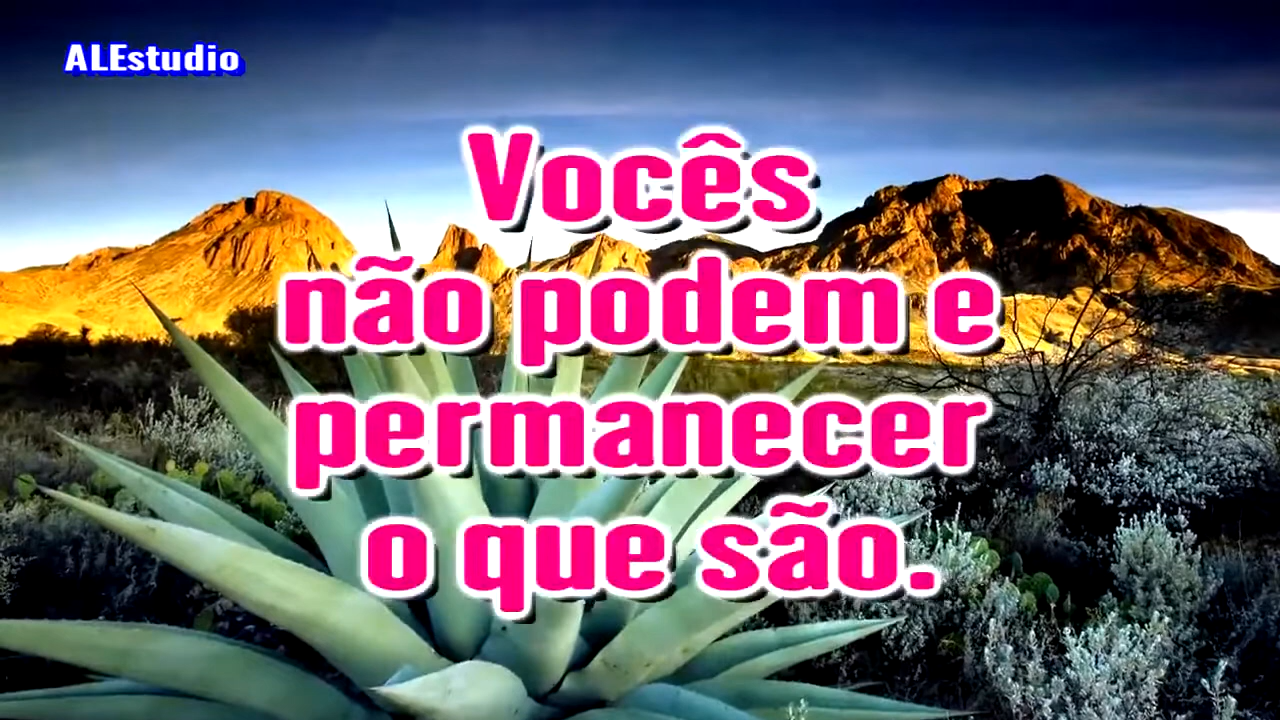 ALEstudio
Vocês
não podem e
permanecer
o que são.